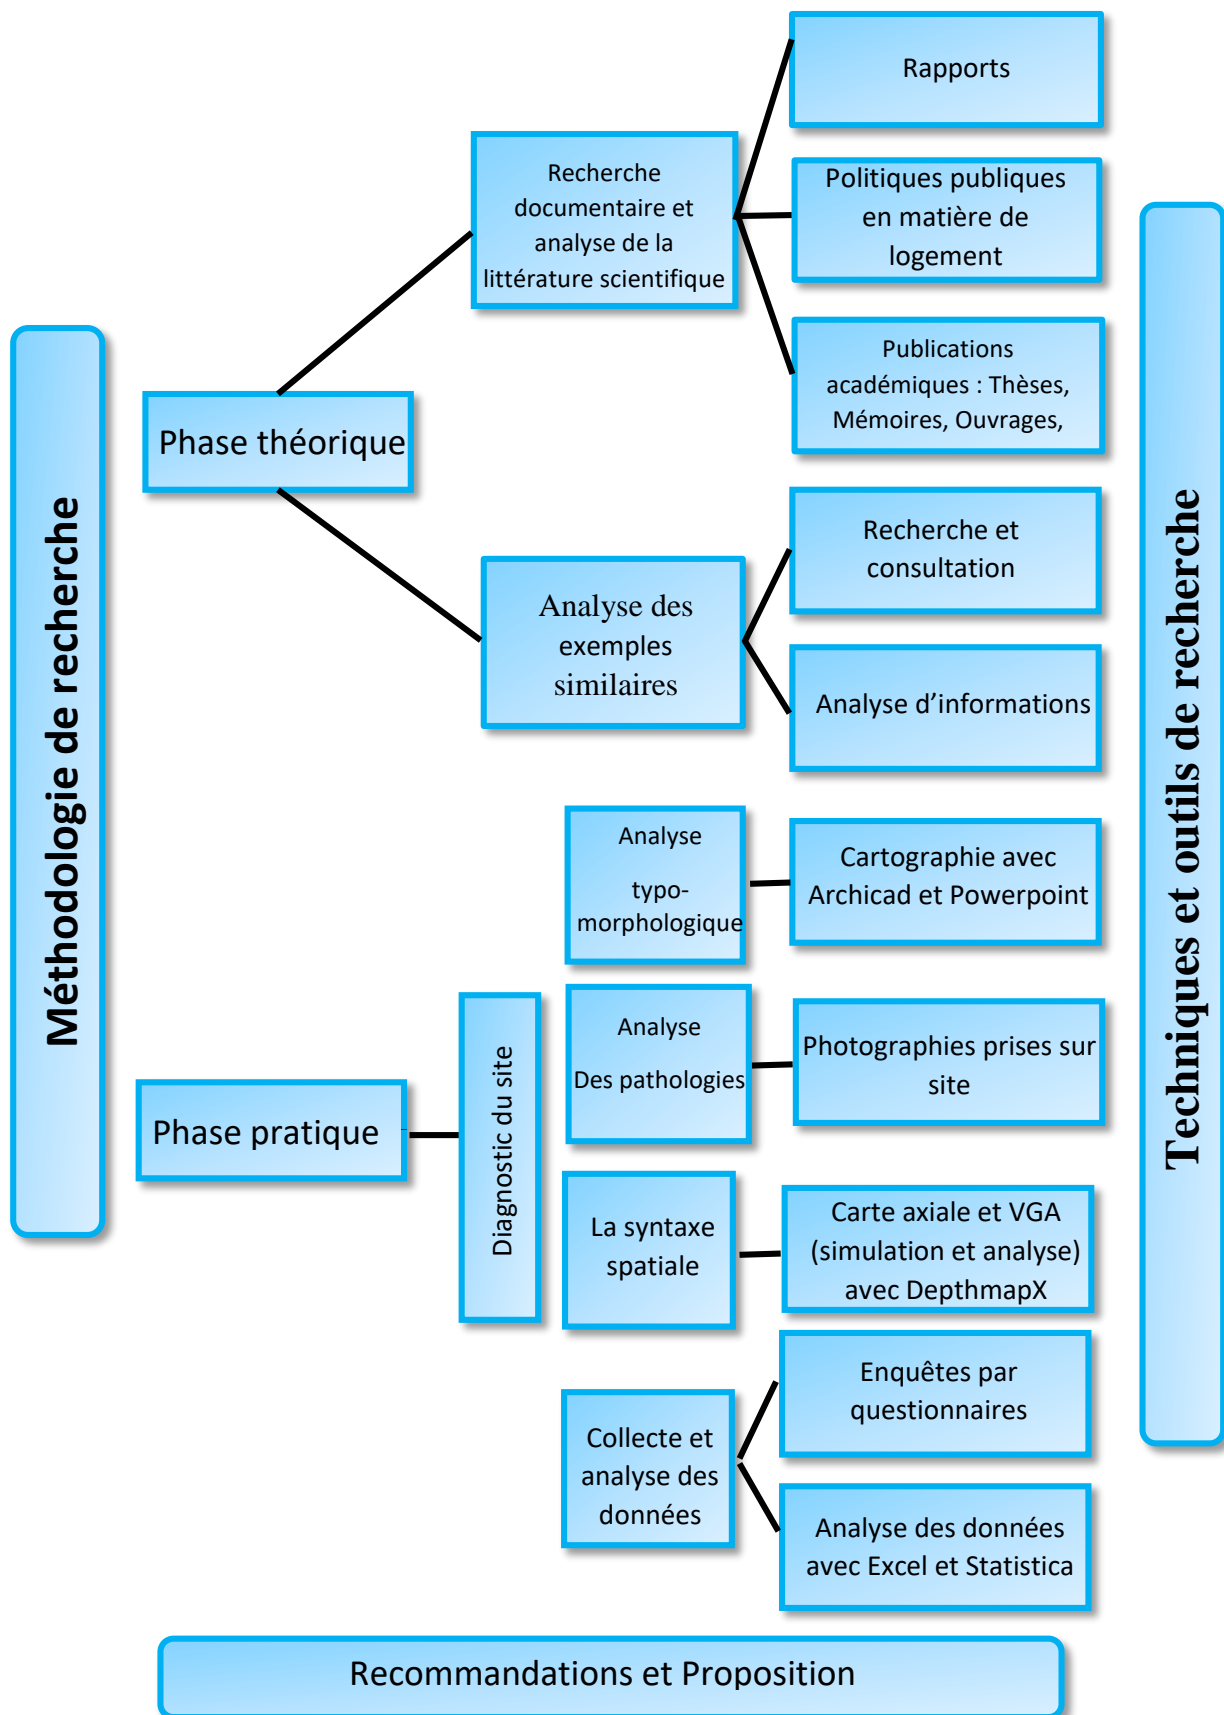 Méthodologie de recherche
Phase théorique
Recherche
documentaire et
analyse de la
littérature scientifique
Rapports
Politiques publiques
en matière de
logement
Publications
académiques : Thèses,
Mémoires, Ouvrages,
Analyse des
exemples
similaires
Recherche et
consultation
Analyse d’informations
Phase pratique
Diagnostic du site
Analyse
typo-
morphologique
Cartographie avec
Archicad et Powerpoint
Analyse
Des pathologies
Photographies prises sur
site
La syntaxe
spatiale
Carte axiale et VGA
(simulation et analyse)
avec DepthmapX
Collecte et
analyse des
données
Enquêtes par
questionnaires
Analyse des données
avec Excel et Statistica
Techniques et outils de recherche
Recommandations et Proposition